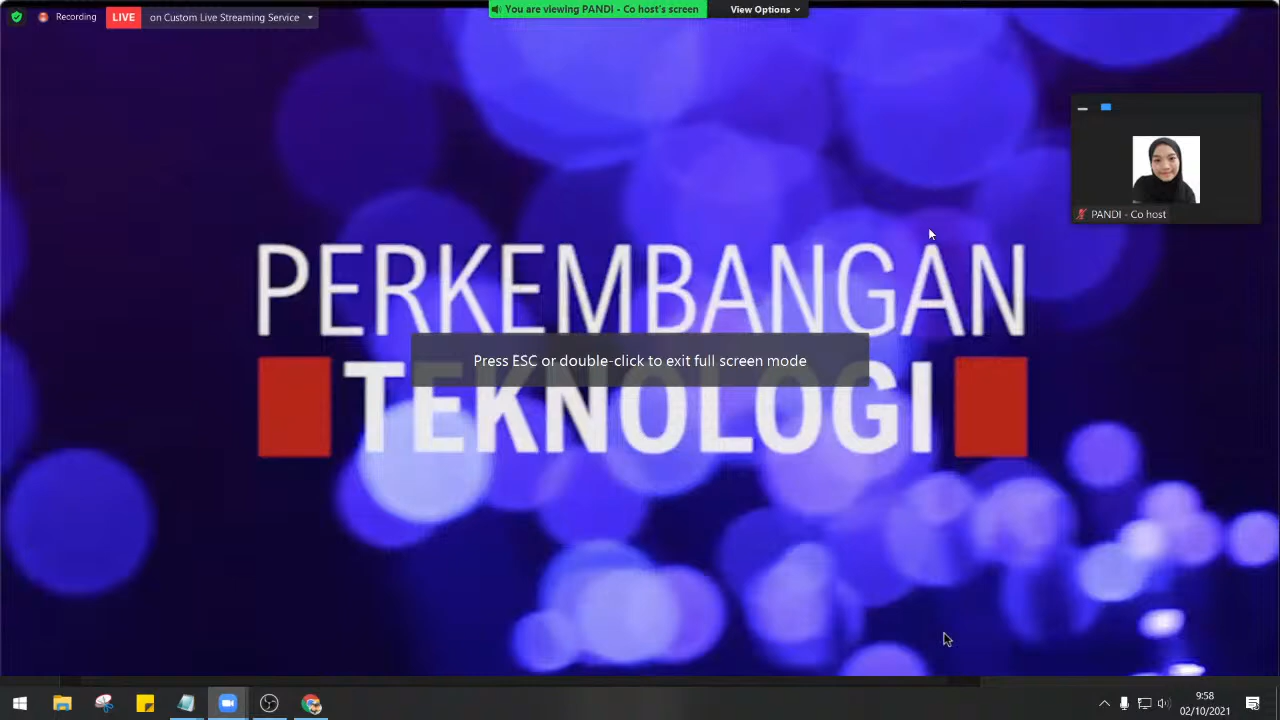 Recording
LIVE on Custom Live Streaming Service
You are viewing PANDI - Co host's screen
View Options
PANDI - Co host
PERKEMBANGAN
Press ESC or double-click to exit full screen mode
TEKNOLOGI
9:58
02/10/2021